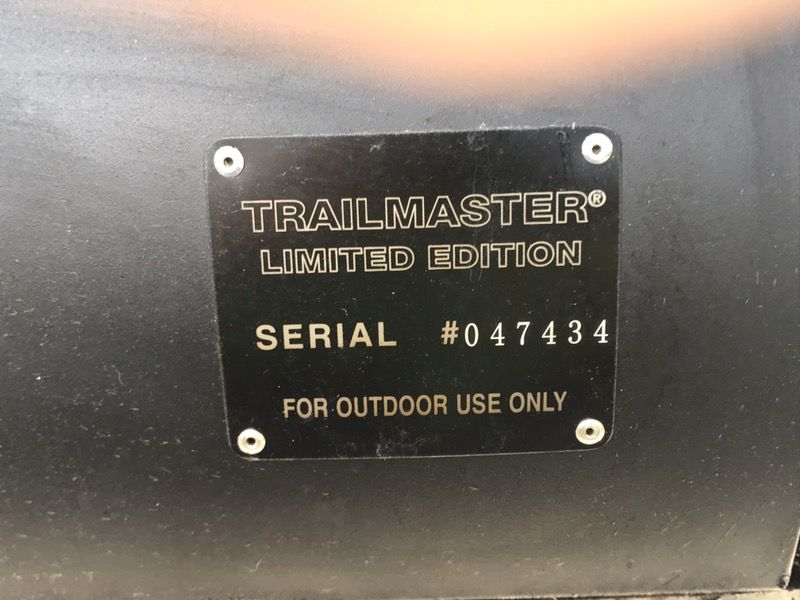 TRAILMASTER®
LIMITED EDITION
SERIAL #047434
FOR OUTDOOR USE ONLY